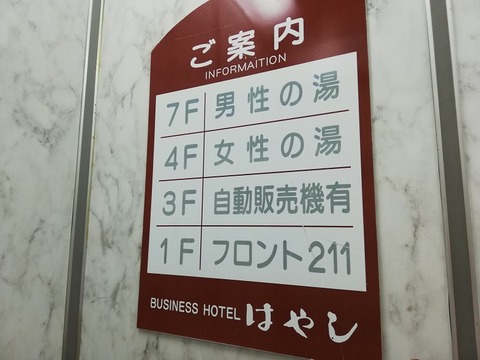 ご案内
INFORMAITION
7F 男性の湯
4F 女性の湯
3F 自動販売機有
1F フロント211
BUSINESS HOTEL はやし